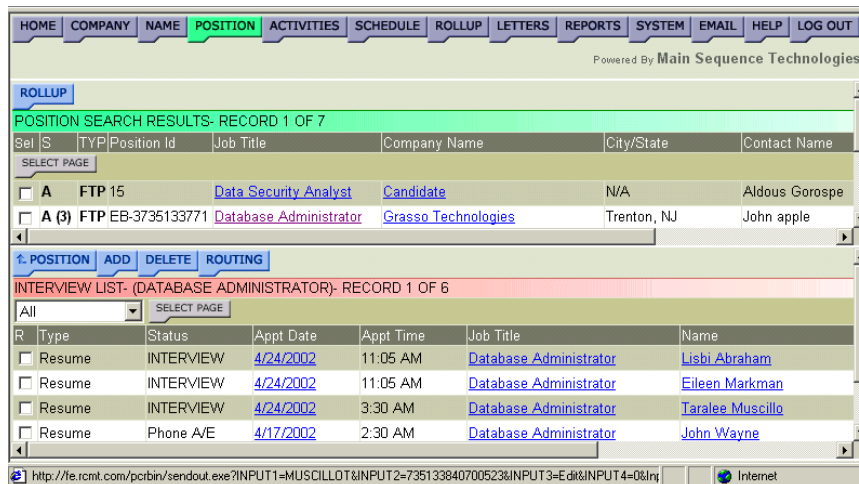 HOME COMPANY NAME POSITION ACTIVITIES SCHEDULE ROLLUP LETTERS REPORTS SYSTEM EMAIL HELP LOG OUT
Powered By Main Sequence Technologies
ROLLUP
POSITION SEARCH RESULTS- RECORD 1 OF 7
Sel S TYP Position Id Job Title Company Name City/State Contact Name
SELECT PAGE
A FTP 15 Data Security Analyst Candidate N/A Aldous Gorospe
A (3) FTP EB-3735133771 Database Administrator Grasso Technologies Trenton, NJ John apple
POSITION ADD DELETE ROUTING
INTERVIEW LIST- (DATABASE ADMINISTRATOR)- RECORD 1 OF 6
All SELECT PAGE
R Type Status Appt Date Appt Time Job Title Name
Resume INTERVIEW 4/24/2002 11:05 AM Database Administrator Lisbi Abraham
Resume INTERVIEW 4/24/2002 11:05 AM Database Administrator Eileen Markman
Resume INTERVIEW 4/24/2002 3:30 AM Database Administrator Taralee Muscillo
Resume Phone A/E 4/17/2002 2:30 AM Database Administrator John Wayne
http://fe.rcmt.com/pcrbin/sendout.exe?INPUT1=MUSCILLOT&INPUT2=735133840700523&INPUT3=Edit&INPUT4=0&Inp Internet